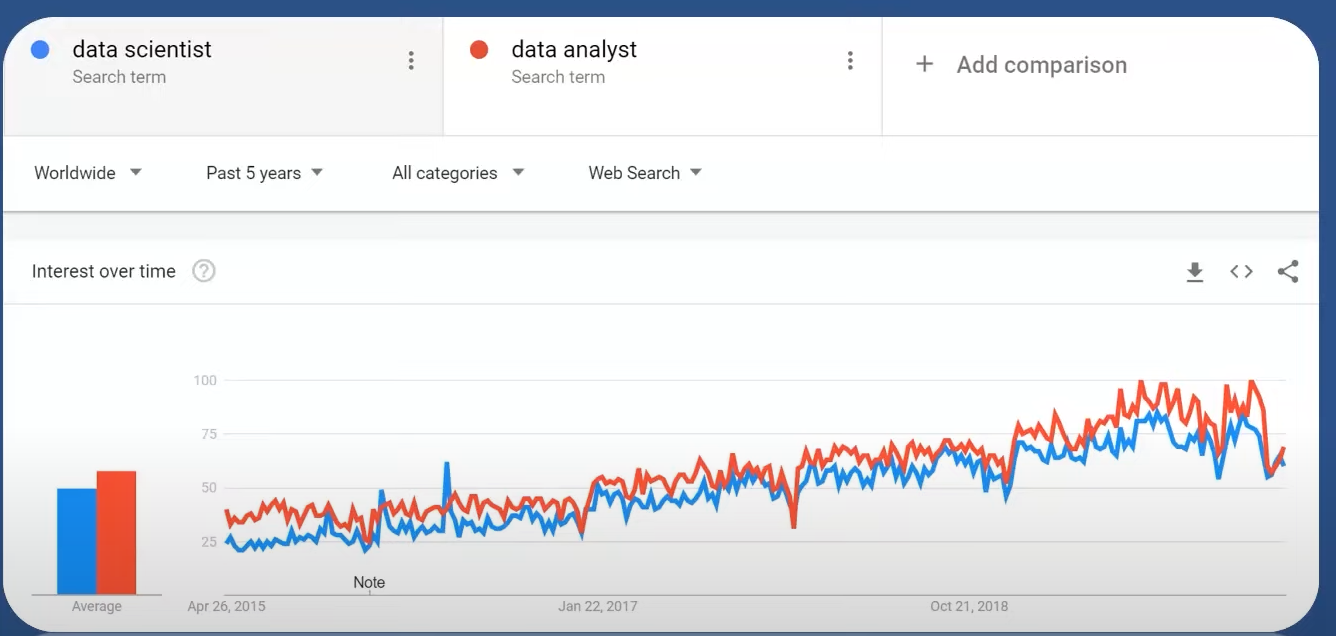 data scientist
Search term
data analyst
Search term
+ Add comparison
Worldwide
Past 5 years
All categories
Web Search
Interest over time ?
100
75
50
25
Note
Average
Apr 26, 2015
Jan 22, 2017
Oct 21, 2018